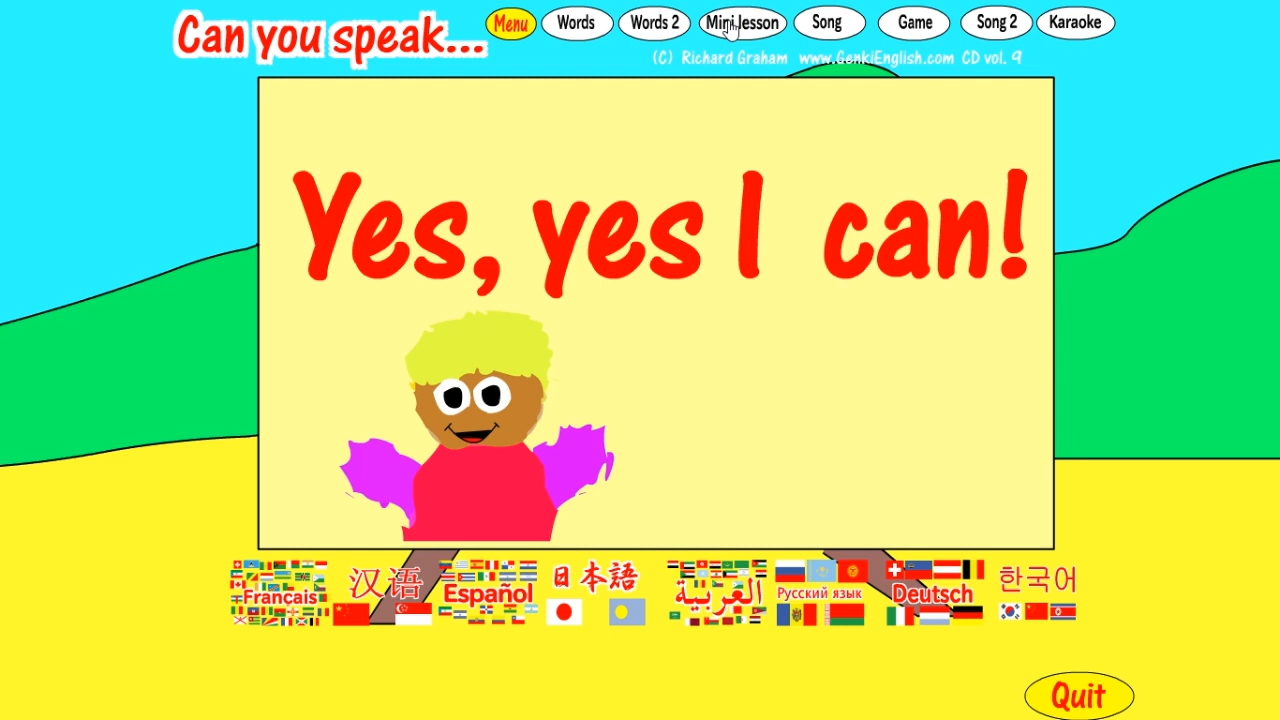 Can you speak...
Menu
Words
Words 2
Mini lesson
Song
Game
Song 2
Karaoke
(C) Richard Graham www.GenkiEnglish.com CD vol. 9
Yes, yes I can!
Français
汉语
Español
日本語
العربية
Русский язык
Deutsch
한국어
Quit